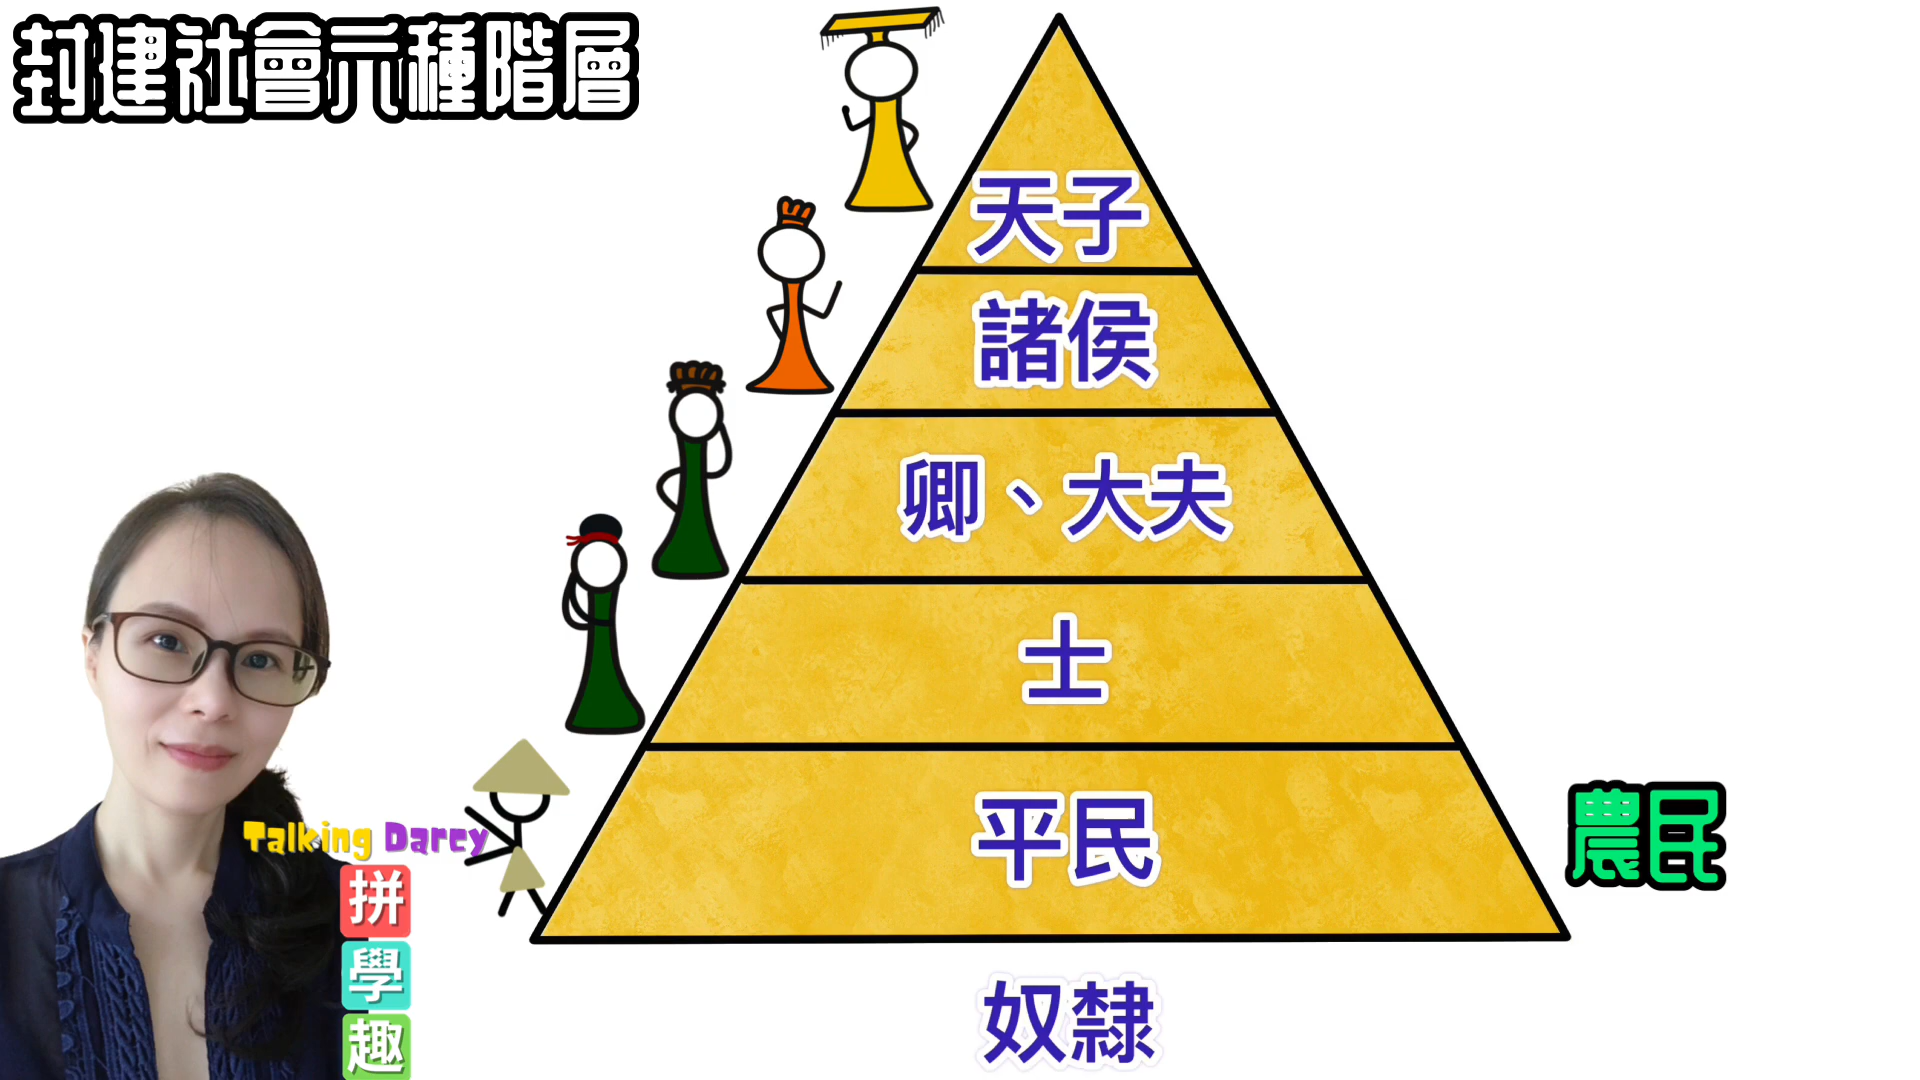 封建社會六種階層
天子
諸侯
卿、大夫
士
平民
農民
奴隸
Talking Darcy
拼
學
趣